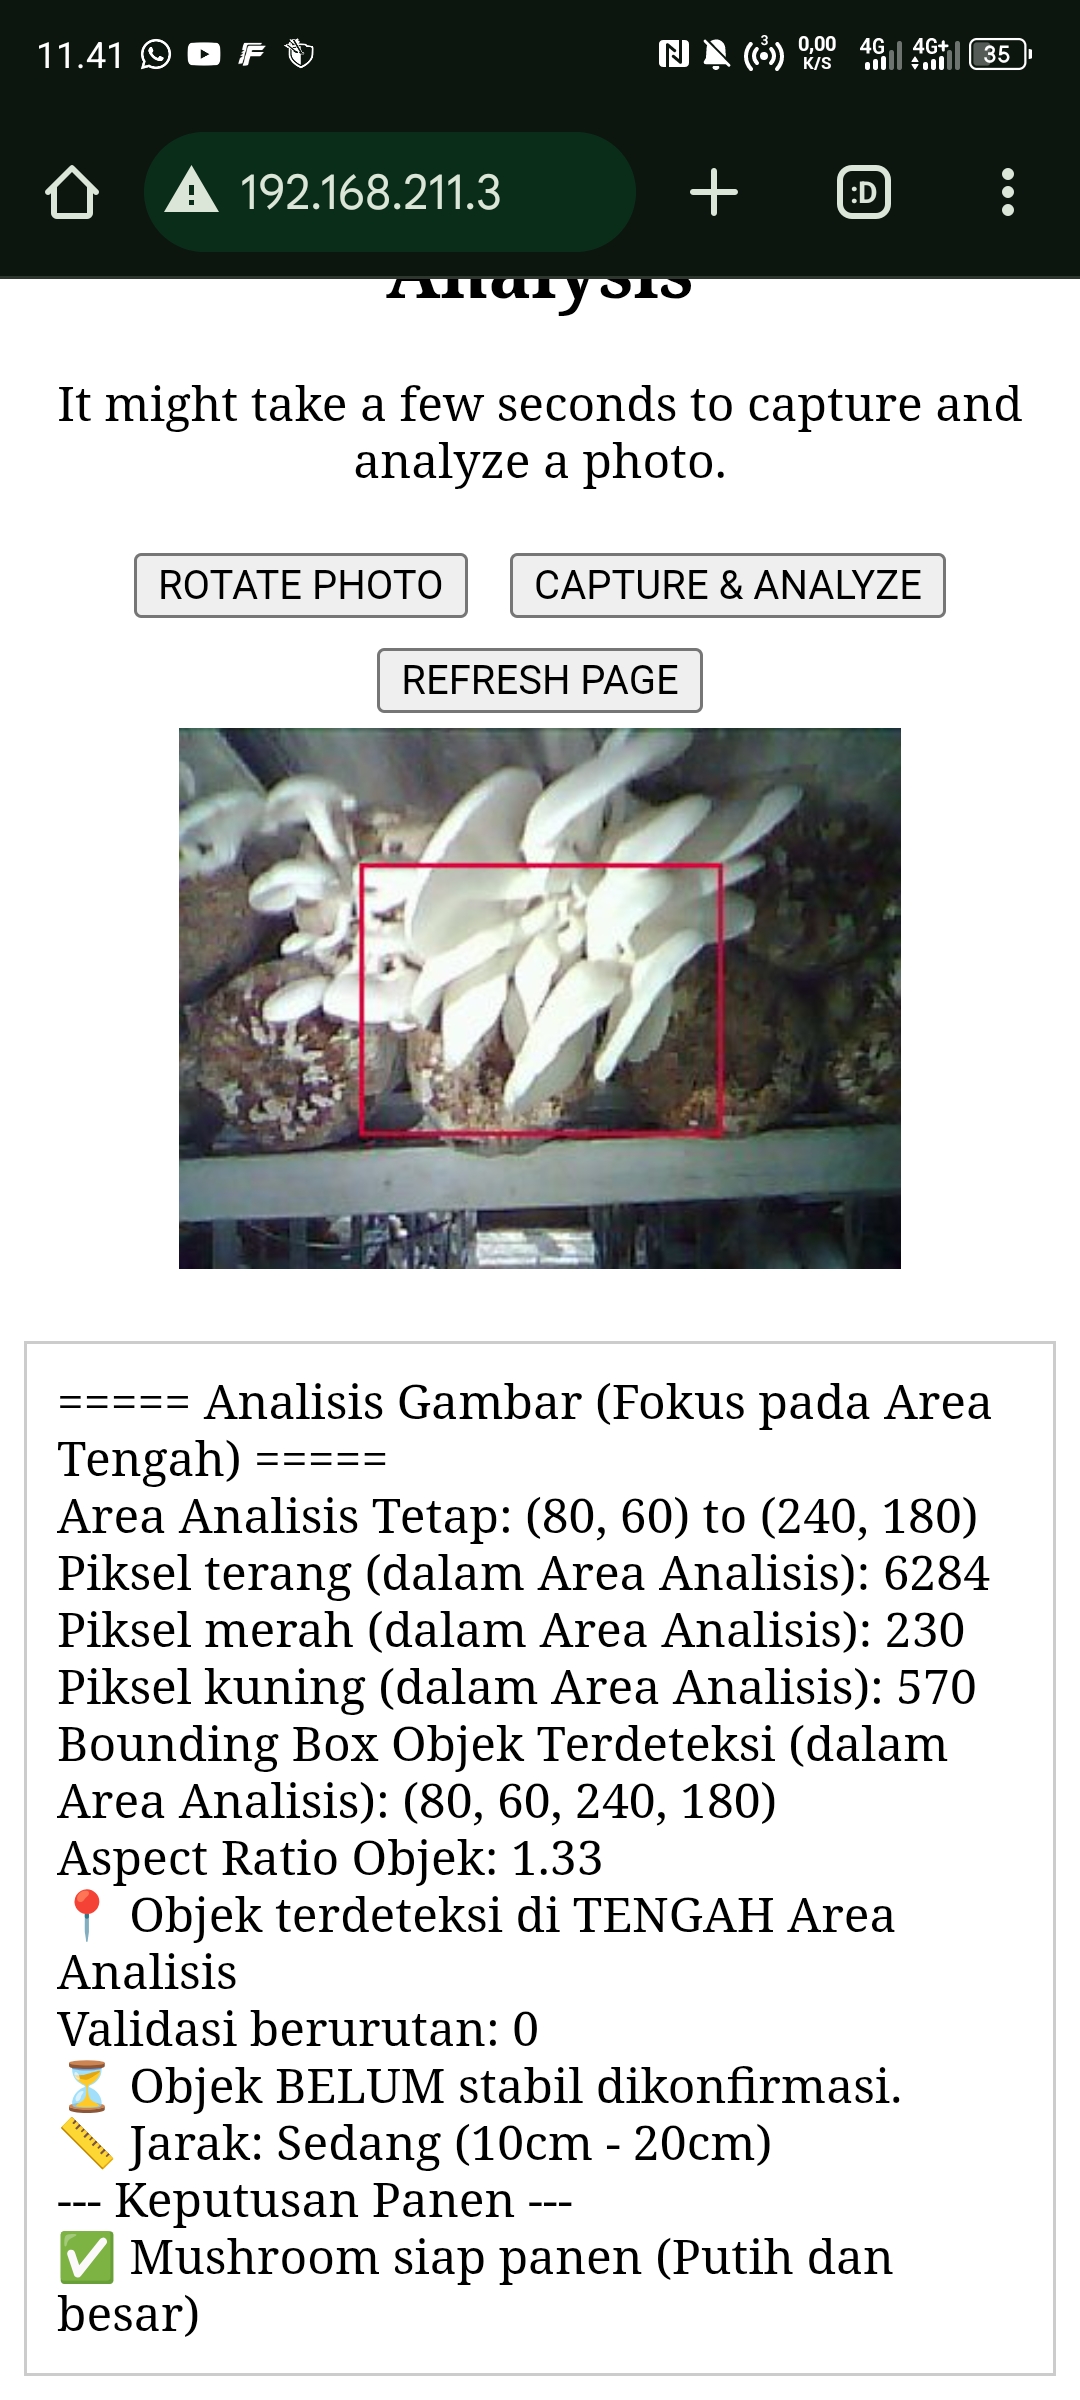 11.41
3
0,00
K/S
4G
4G+
35
192.168.211.3
:D
Analysis
It might take a few seconds to capture and
analyze a photo.
ROTATE PHOTO
CAPTURE & ANALYZE
REFRESH PAGE
===== Analisis Gambar (Fokus pada Area
Tengah) =====
Area Analisis Tetap: (80, 60) to (240, 180)
Piksel terang (dalam Area Analisis): 6284
Piksel merah (dalam Area Analisis): 230
Piksel kuning (dalam Area Analisis): 570
Bounding Box Objek Terdeteksi (dalam
Area Analisis): (80, 60, 240, 180)
Aspect Ratio Objek: 1.33
📍 Objek terdeteksi di TENGAH Area
Analisis
Validasi berurutan: 0
⏳ Objek BELUM stabil dikonfirmasi.
📏 Jarak: Sedang (10cm - 20cm)
--- Keputusan Panen ---
✅ Mushroom siap panen (Putih dan
besar)